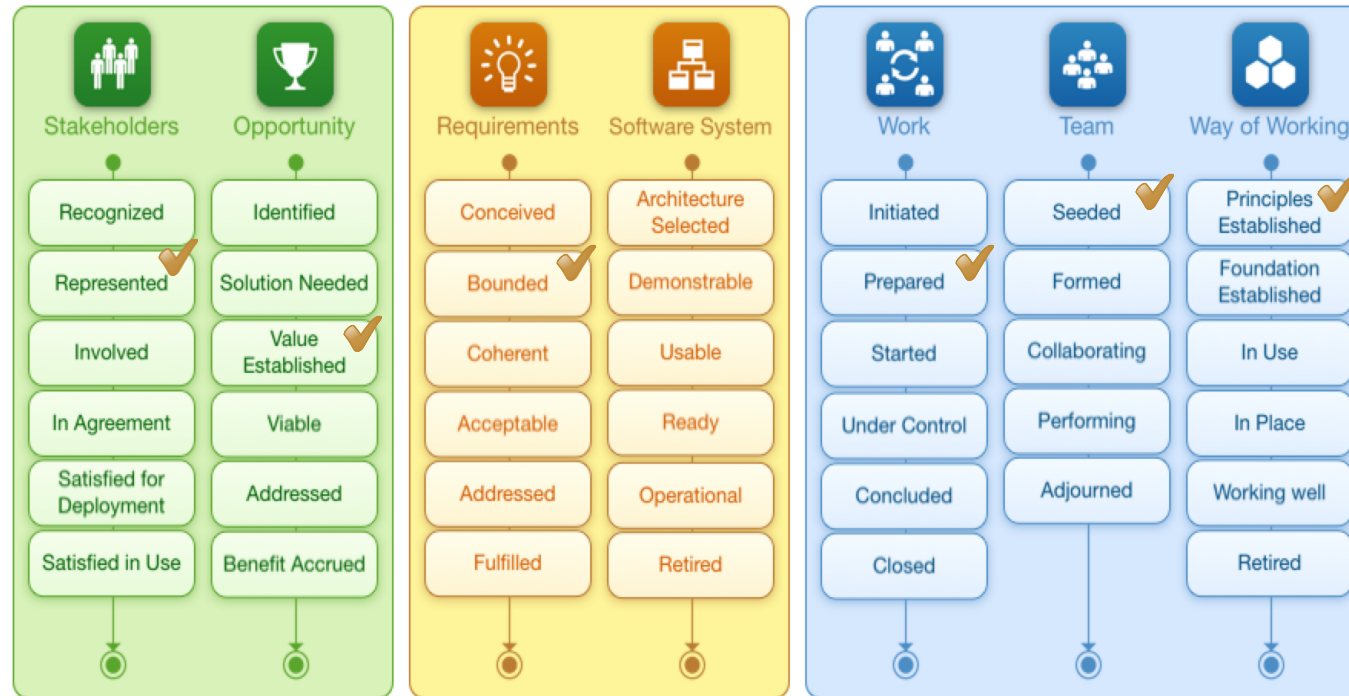 Stakeholders
Opportunity
Requirements
Software System
Work
Team
Way of Working
Recognized
Represented
Involved
In Agreement
Satisfied for
Deployment
Satisfied in Use
Identified
Solution Needed
Value
Established
Viable
Addressed
Benefit Accrued
Conceived
Bounded
Coherent
Acceptable
Addressed
Fulfilled
Architecture
Selected
Demonstrable
Usable
Ready
Operational
Retired
Initiated
Prepared
Started
Under Control
Concluded
Closed
Seeded
Formed
Collaborating
Performing
Adjourned
Principles
Established
Foundation
Established
In Use
In Place
Working well
Retired